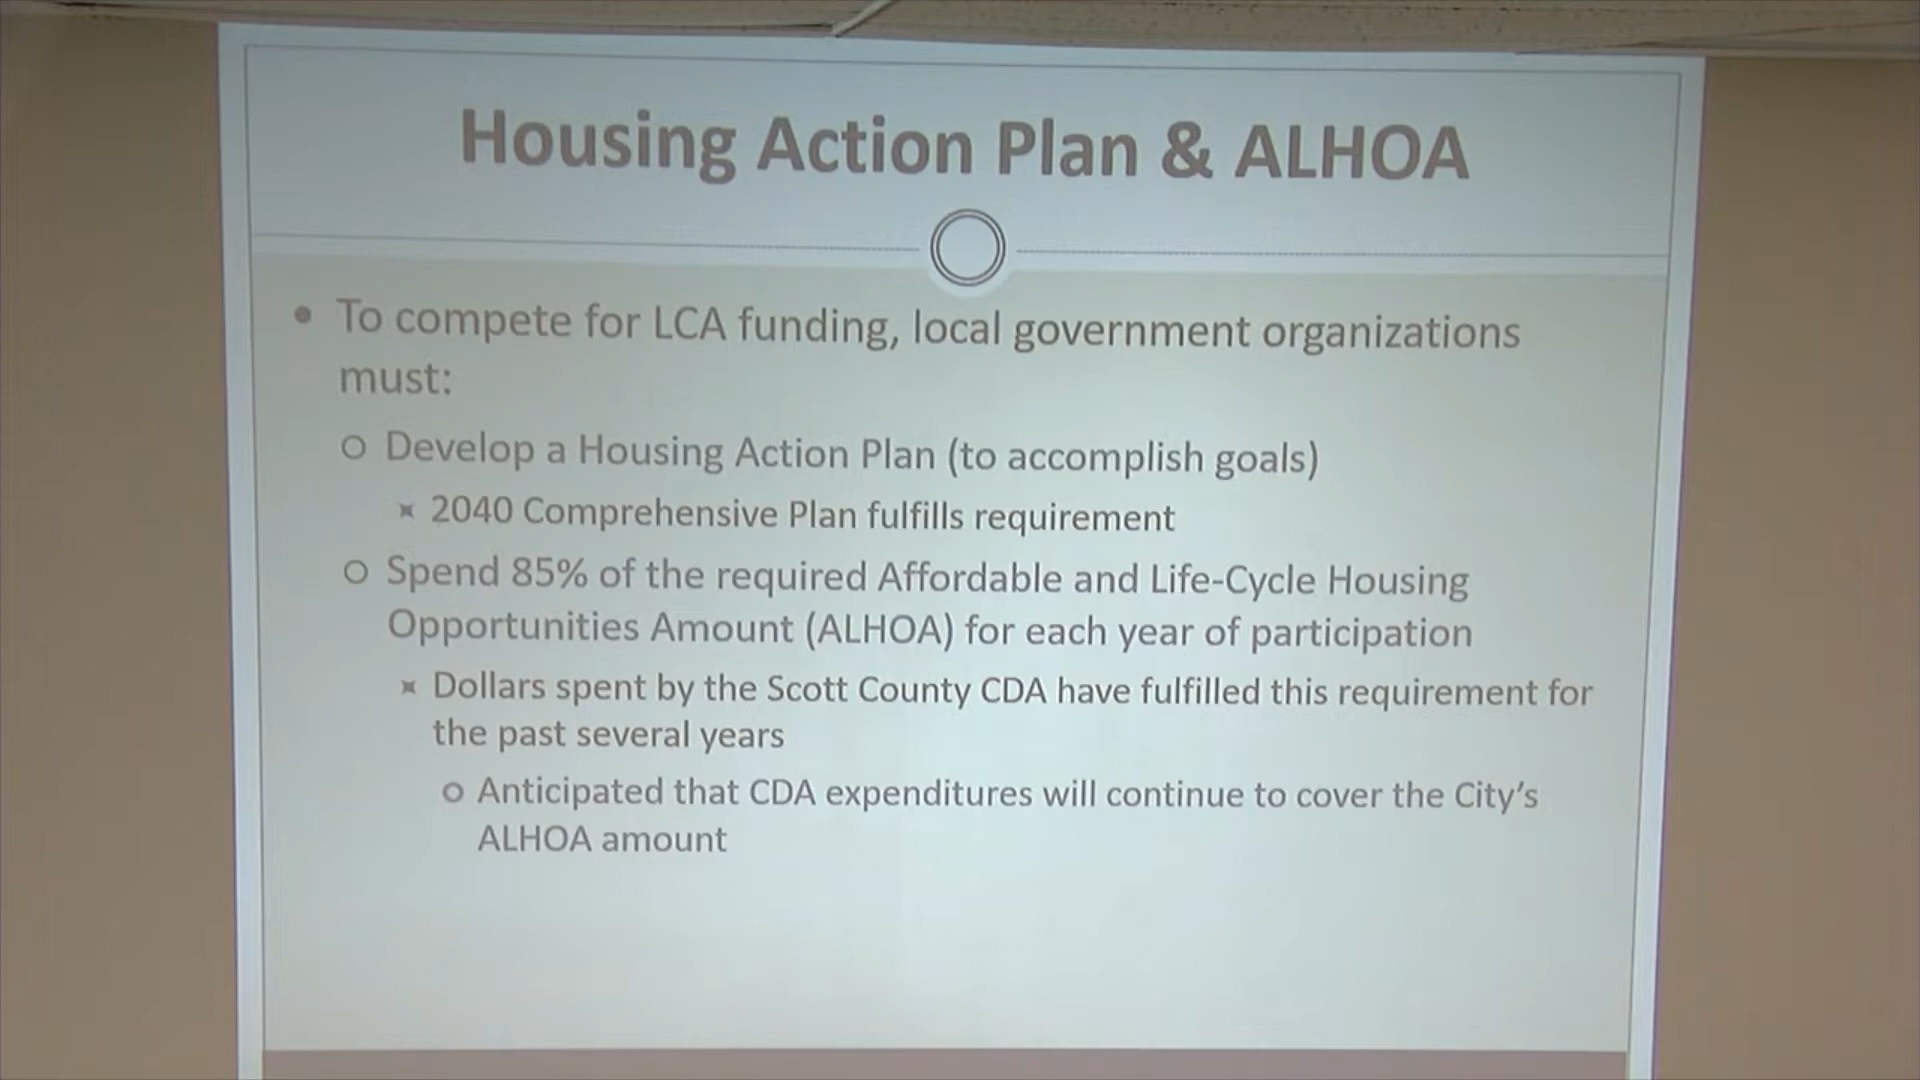 Housing Action Plan & ALHOA
To compete for LCA funding, local government organizations
must:
Develop a Housing Action Plan (to accomplish goals)
2040 Comprehensive Plan fulfills requirement
Spend 85% of the required Affordable and Life-Cycle Housing
Opportunities Amount (ALHOA) for each year of participation
Dollars spent by the Scott County CDA have fulfilled this requirement for
the past several years
Anticipated that CDA expenditures will continue to cover the City's
ALHOA amount